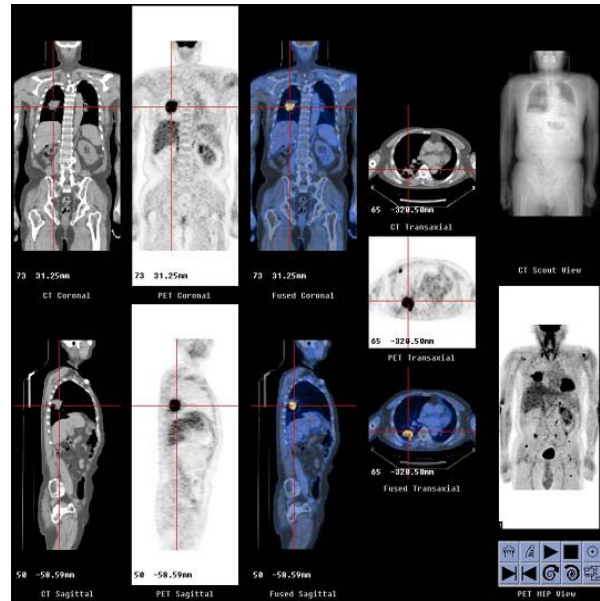 65 -320.50mm
CT Transaxial
73 31.25mm
CT Coronal
73 31.25mm
PET Coronal
73 31.25mm
Fused Coronal
CT Scout View
65 -320.50mm
PET Transaxial
65 -320.50mm
Fused Transaxial
50 -58.59mm
CT Sagittal
50 -58.59mm
PET Sagittal
50 -58.59mm
Fused Sagittal
PET MIP View